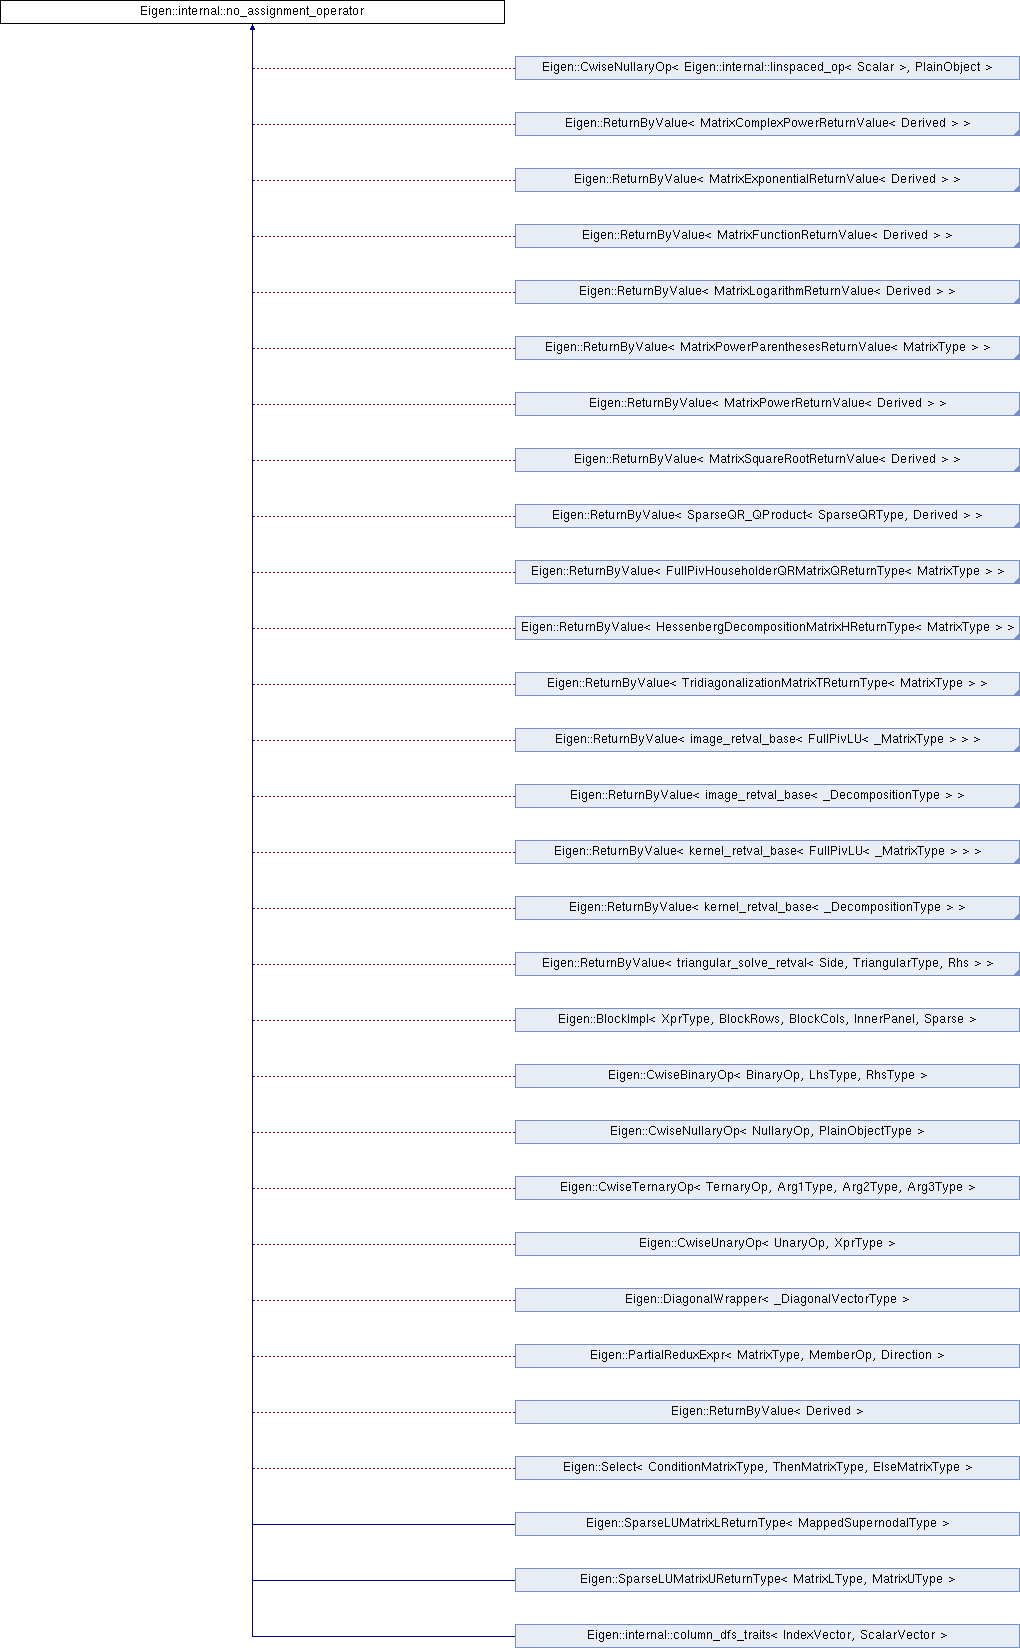 Eigen::internal::no_assignment_operator
Eigen::CwiseNullaryOp< Eigen::internal::linspaced_op< Scalar >, PlainObject >
Eigen::ReturnByValue< MatrixComplexPowerReturnValue< Derived > >
Eigen::ReturnByValue< MatrixExponentialReturnValue< Derived > >
Eigen::ReturnByValue< MatrixFunctionReturnValue< Derived > >
Eigen::ReturnByValue< MatrixLogarithmReturnValue< Derived > >
Eigen::ReturnByValue< MatrixPowerParenthesesReturnValue< MatrixType > >
Eigen::ReturnByValue< MatrixPowerReturnValue< Derived > >
Eigen::ReturnByValue< MatrixSquareRootReturnValue< Derived > >
Eigen::ReturnByValue< SparseQR_QProduct< SparseQRType, Derived > >
Eigen::ReturnByValue< FullPivHouseholderQRMatrixQReturnType< MatrixType > >
Eigen::ReturnByValue< HessenbergDecompositionMatrixHReturnType< MatrixType > >
Eigen::ReturnByValue< TridiagonalizationMatrixTReturnType< MatrixType > >
Eigen::ReturnByValue< image_retval_base< FullPivLU< _MatrixType > > >
Eigen::ReturnByValue< image_retval_base< _DecompositionType > >
Eigen::ReturnByValue< kernel_retval_base< FullPivLU< _MatrixType > > >
Eigen::ReturnByValue< kernel_retval_base< _DecompositionType > >
Eigen::ReturnByValue< triangular_solve_retval< Side, TriangularType, Rhs > >
Eigen::BlockImpl< XprType, BlockRows, BlockCols, InnerPanel, Sparse >
Eigen::CwiseBinaryOp< BinaryOp, LhsType, RhsType >
Eigen::CwiseNullaryOp< NullaryOp, PlainObjectType >
Eigen::CwiseTernaryOp< TernaryOp, Arg1Type, Arg2Type, Arg3Type >
Eigen::CwiseUnaryOp< UnaryOp, XprType >
Eigen::DiagonalWrapper< _DiagonalVectorType >
Eigen::PartialReduxExpr< MatrixType, MemberOp, Direction >
Eigen::ReturnByValue< Derived >
Eigen::Select< ConditionMatrixType, ThenMatrixType, ElseMatrixType >
Eigen::SparseLUMatrixLReturnType< MappedSupernodalType >
Eigen::SparseLUMatrixUReturnType< MatrixLType, MatrixUType >
Eigen::internal::column_dfs_traits< IndexVector, ScalarVector >